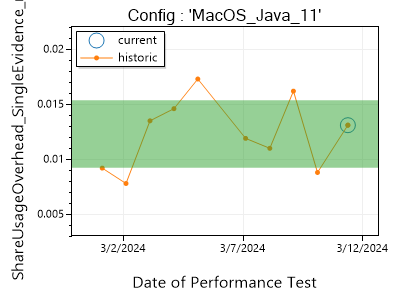 Config : 'MacOS_Java_11'
current
historic
0.02
0.015
0.01
0.005
3/2/2024
3/7/2024
3/12/2024
Date of Performance Test
ShareUsageOverhead_SingleEvidence_